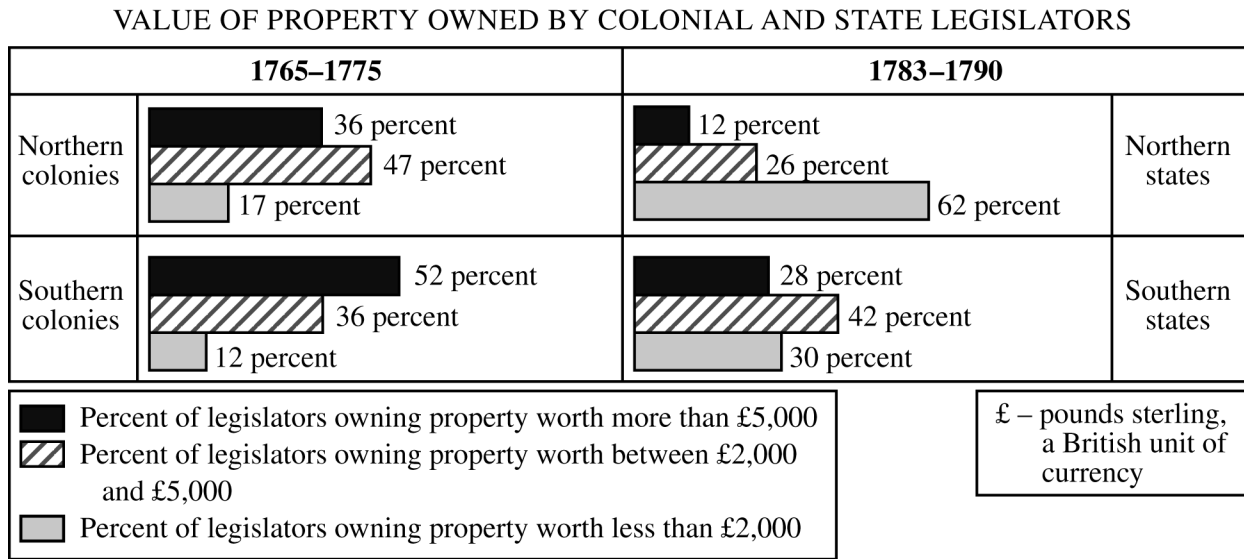 VALUE OF PROPERTY OWNED BY COLONIAL AND STATE LEGISLATORS
1765–1775
1783–1790
Northern
colonies
36 percent
47 percent
17 percent
12 percent
26 percent
62 percent
Northern
states
Southern
colonies
52 percent
36 percent
12 percent
28 percent
42 percent
30 percent
Southern
states
Percent of legislators owning property worth more than £5,000
Percent of legislators owning property worth between £2,000
and £5,000
Percent of legislators owning property worth less than £2,000
£ – pounds sterling,
a British unit of
currency